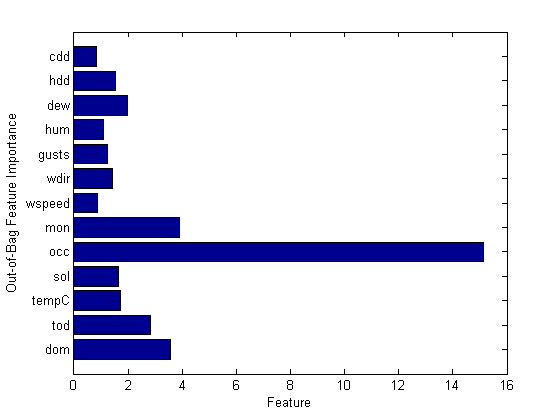 cdd
hdd
dew
hum
gusts
wdir
wspeed
mon
occ
sol
tempC
tod
dom
Out-of-Bag Feature Importance
0 2 4 6 8 10 12 14 16
Feature